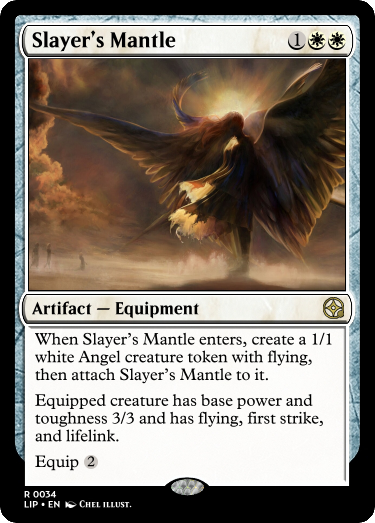 Slayer's Mantle 1
Artifact — Equipment
When Slayer's Mantle enters, create a 1/1
white Angel creature token with flying,
then attach Slayer's Mantle to it.
Equipped creature has base power and
toughness 3/3 and has flying, first strike,
and lifelink.
Equip 2
R 0034
LIP • EN Chel illust.